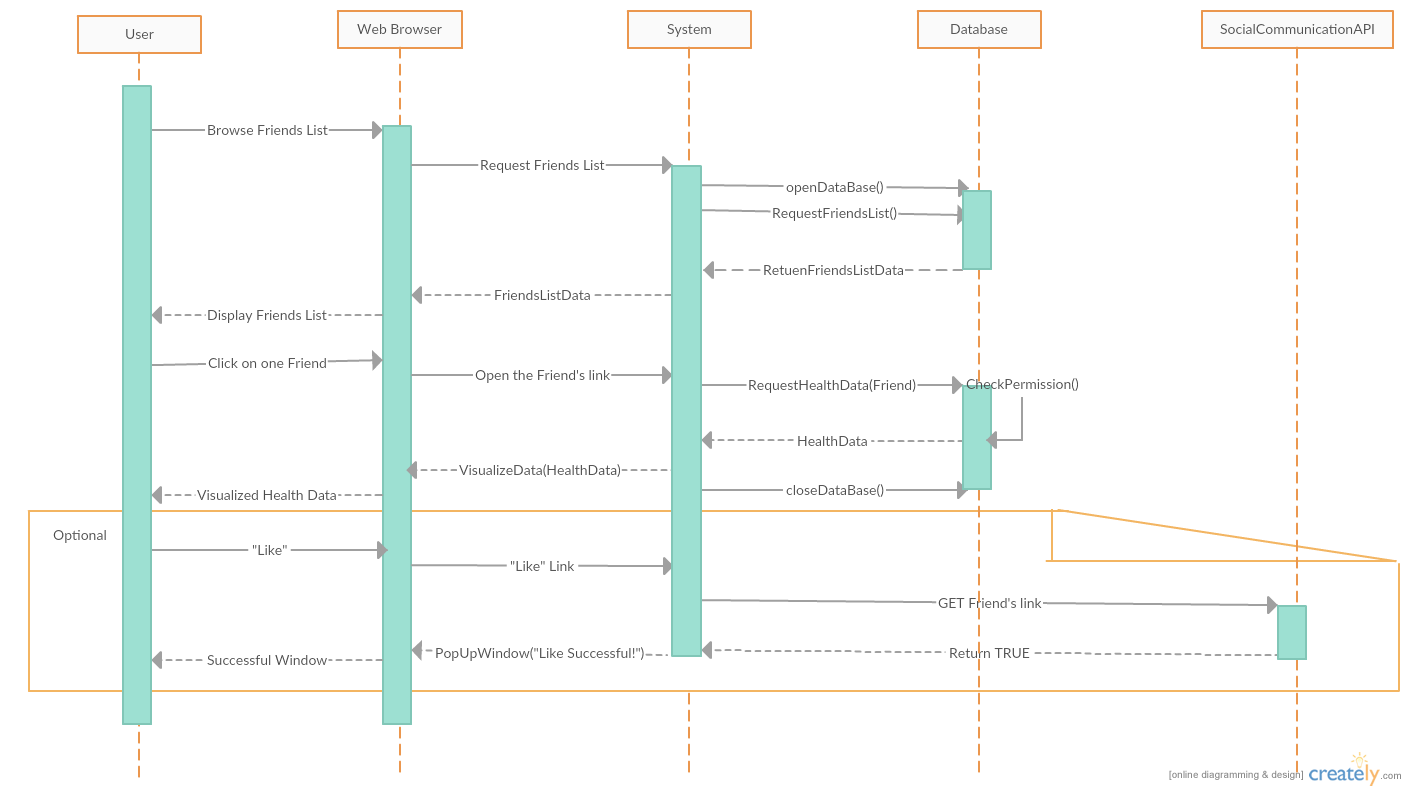 User
Web Browser
System
Database
SocialCommunicationAPI
Browse Friends List
Request Friends List
openDataBase()
RequestFriendsList()
RetuenFriendsListData
FriendsListData
Display Friends List
Click on one Friend
Open the Friend's link
RequestHealthData(Friend)
CheckPermission()
HealthData
VisualizeData(HealthData)
closeDataBase()
Visualized Health Data
Optional
"Like"
"Like" Link
GET Friend's link
PopUpWindow("Like Successful!")
Return TRUE
Successful Window
[online diagramming & design] creately.com